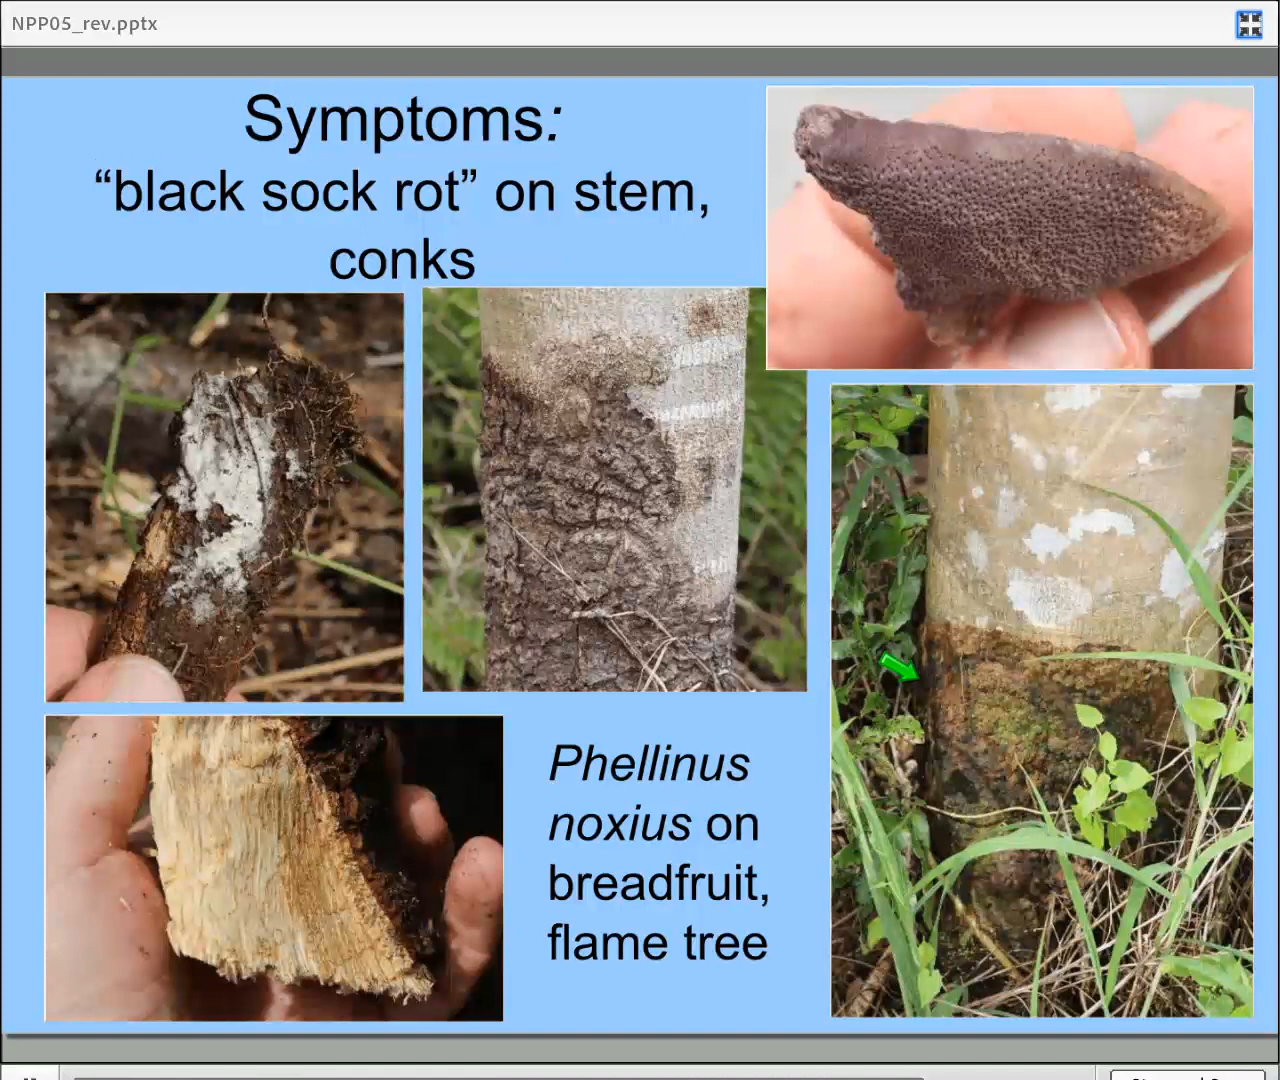 NPP05_rev.pptx
Symptoms:
“black sock rot” on stem,
conks
Phellinus
noxius on
breadfruit,
flame tree